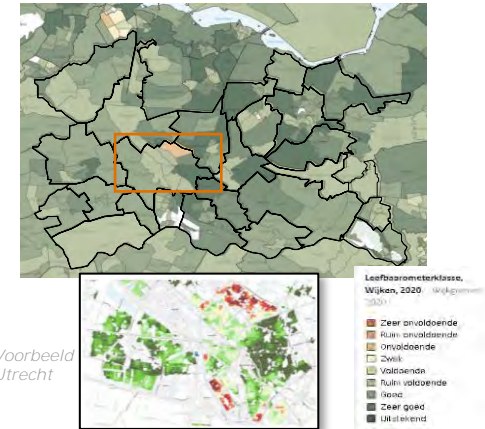 Voorbeeld
Utrecht
Leefbaarometerklasse,
Wijken, 2020
Zeer onvoldoende
Ruim onvoldoende
Onvoldoende
Zwak
Voldoende
Ruim voldoende
Goed
Zeer goed
Uitstekend